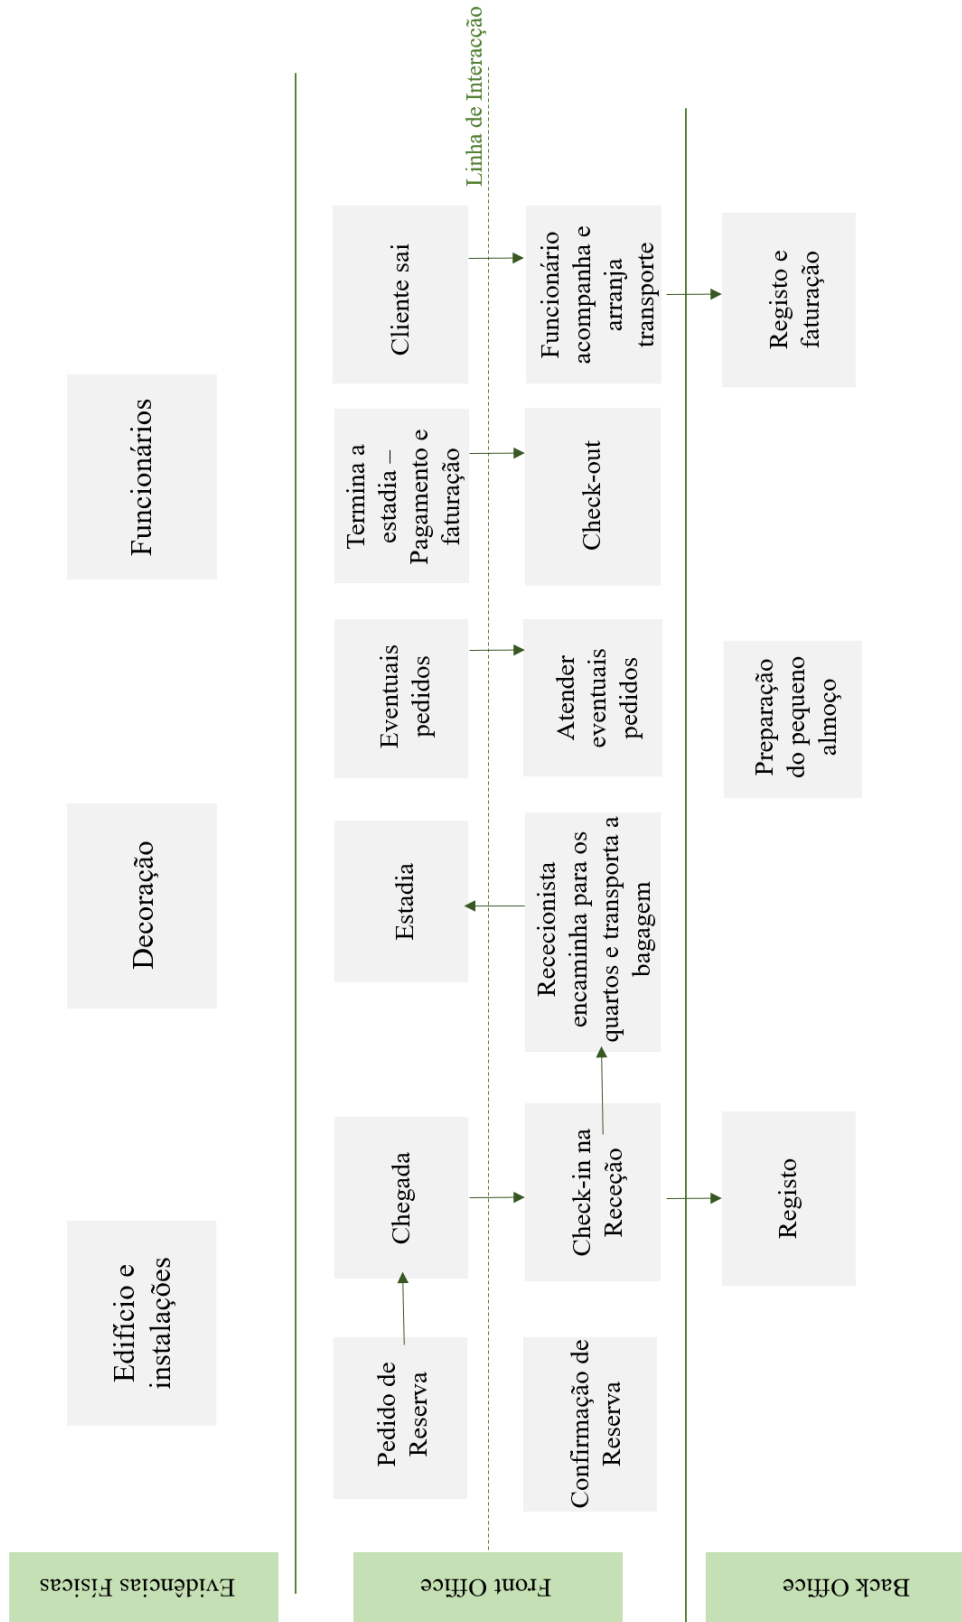 Evidências Físicas
Edifício e
instalações
Decoração
Funcionários
Front Office
Pedido de
Reserva
Chegada
Estadia
Eventuais
pedidos
Termina a
estadia –
Pagamento e
faturação
Cliente sai
Linha de Interacção
Confirmação de
Reserva
Check-in na
Receção
Rececionista
encaminha para os
quartos e transporta a
bagagem
Atender
eventuais
pedidos
Check-out
Funcionário
acompanha e
arranja
transporte
Back Office
Registo
Preparação
do pequeno
almoço
Registo e
faturação